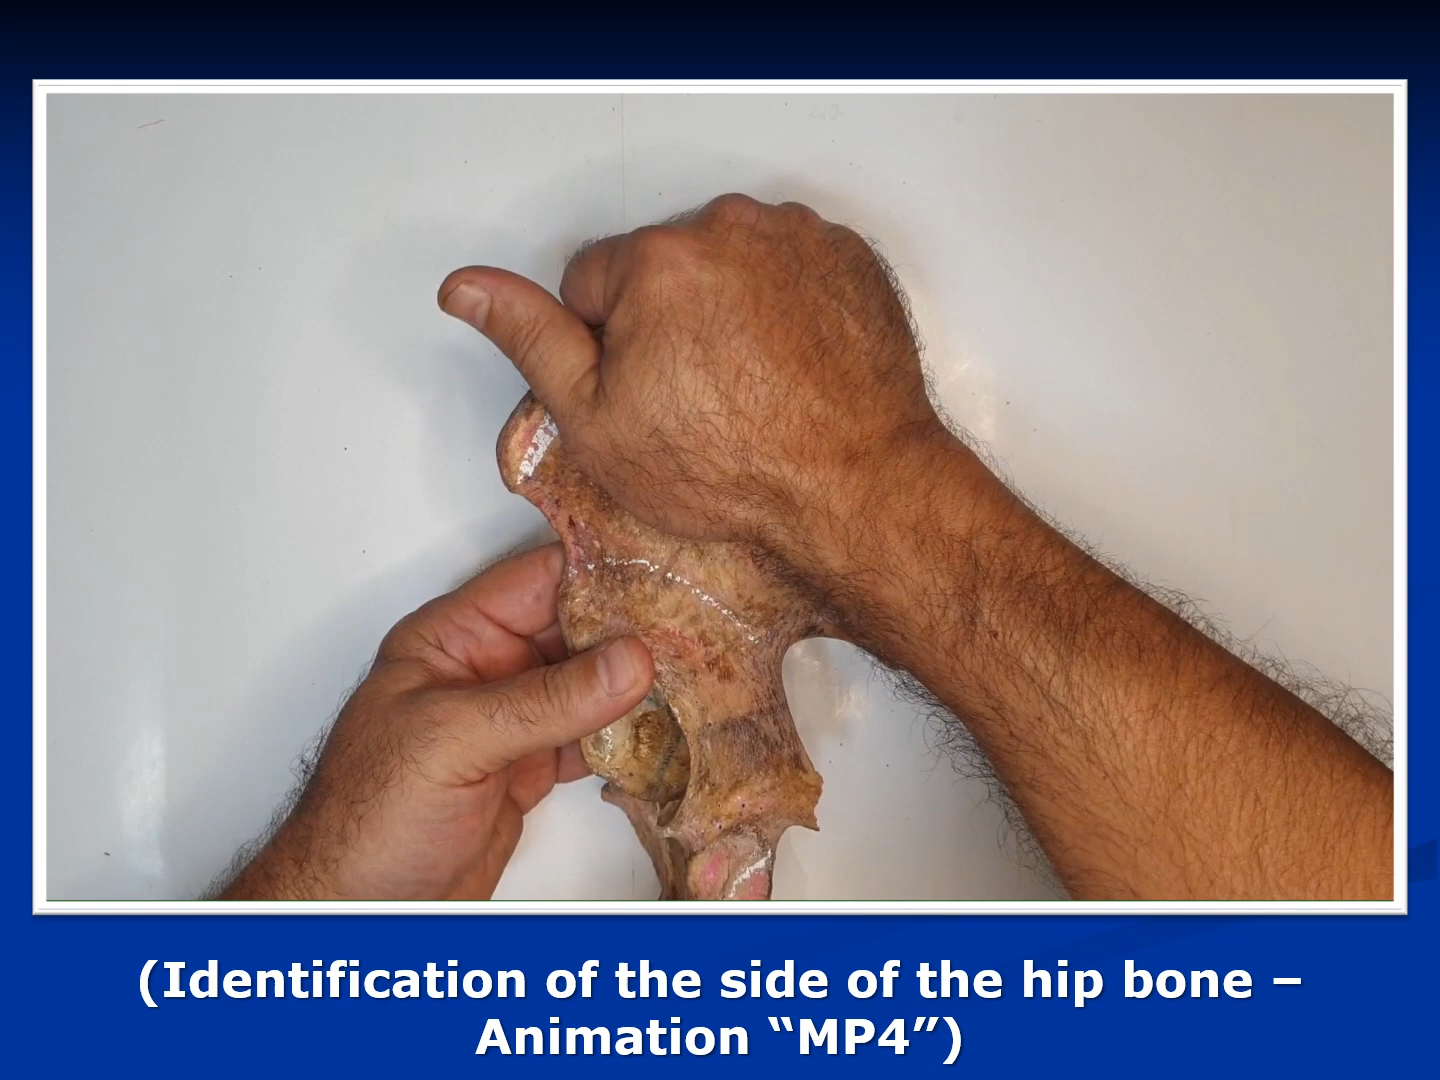 (Identification of the side of the hip bone –
Animation “MP4”)